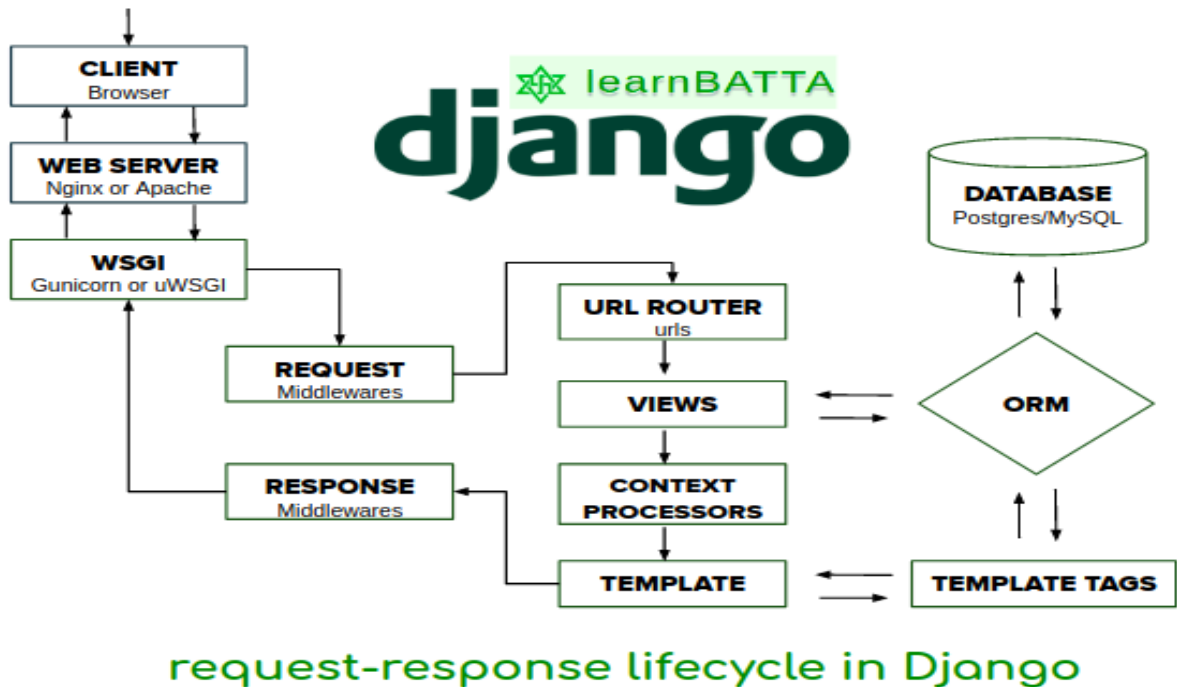 CLIENT
Browser
learnBATTA
django
WEB SERVER
Nginx or Apache
DATABASE
Postgres/MySQL
WSGI
Gunicorn or uWSGI
URL ROUTER
urls
REQUEST
Middlewares
VIEWS
ORM
RESPONSE
Middlewares
CONTEXT
PROCESSORS
TEMPLATE
TEMPLATE TAGS
request-response lifecycle in Django